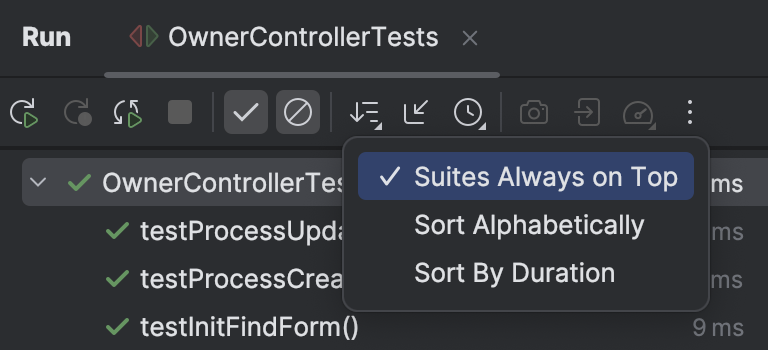 Run OwnerControllerTests
OwnerControllerTes ms
Suites Always on Top
testProcessUpda ms
Sort Alphabetically
testProcessCrea ms
Sort By Duration
testInitFindForm() 9 ms